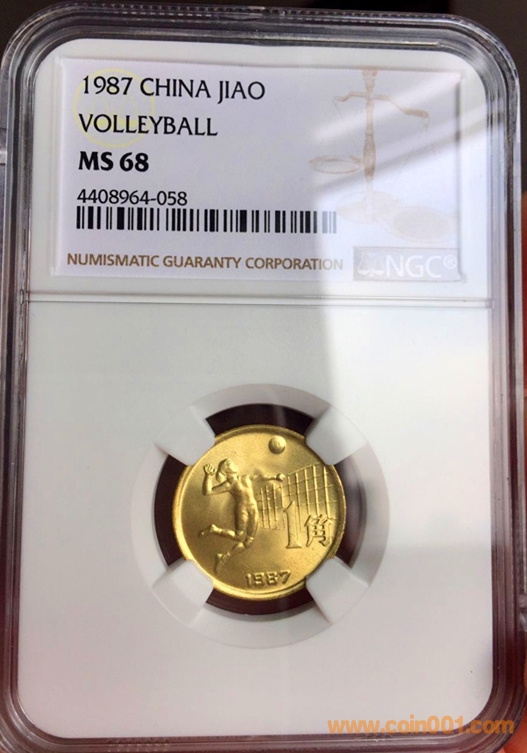 1987 CHINA JIAO
VOLLEYBALL
MS 68
4408964-058
NUMISMATIC GUARANTY CORPORATION
NGC®
1角
1987
www.coin001.com